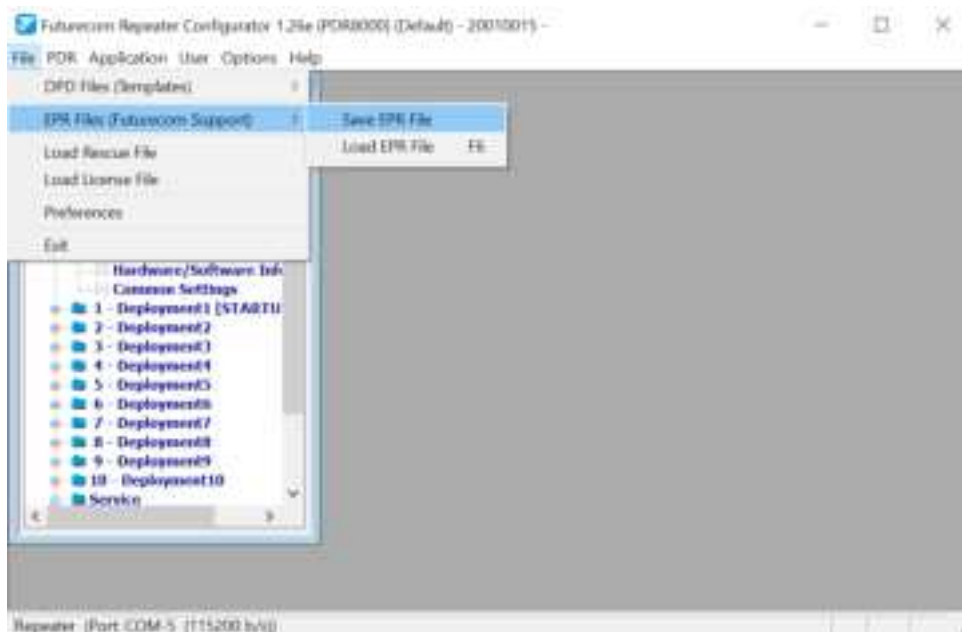 Futurecom Repeater Configurator 1.26e (PDR8000) (Default) - 20010015 -
File PDR Application User Options Help
DPD Files (Templates)
EPR Files (Futurecom Support)
Save EPR File
Load EPR File F6
Load Rescue File
Load License File
Preferences
Exit
Hardware/Software Info
Common Settings
1 - Deployment1 [STARTU
2 - Deployment2
3 - Deployment3
4 - Deployment4
5 - Deployment5
6 - Deployment6
7 - Deployment7
8 - Deployment8
9 - Deployment9
10 - Deployment10
Service
Repeater (Port: COM-5 (115200 b/s))